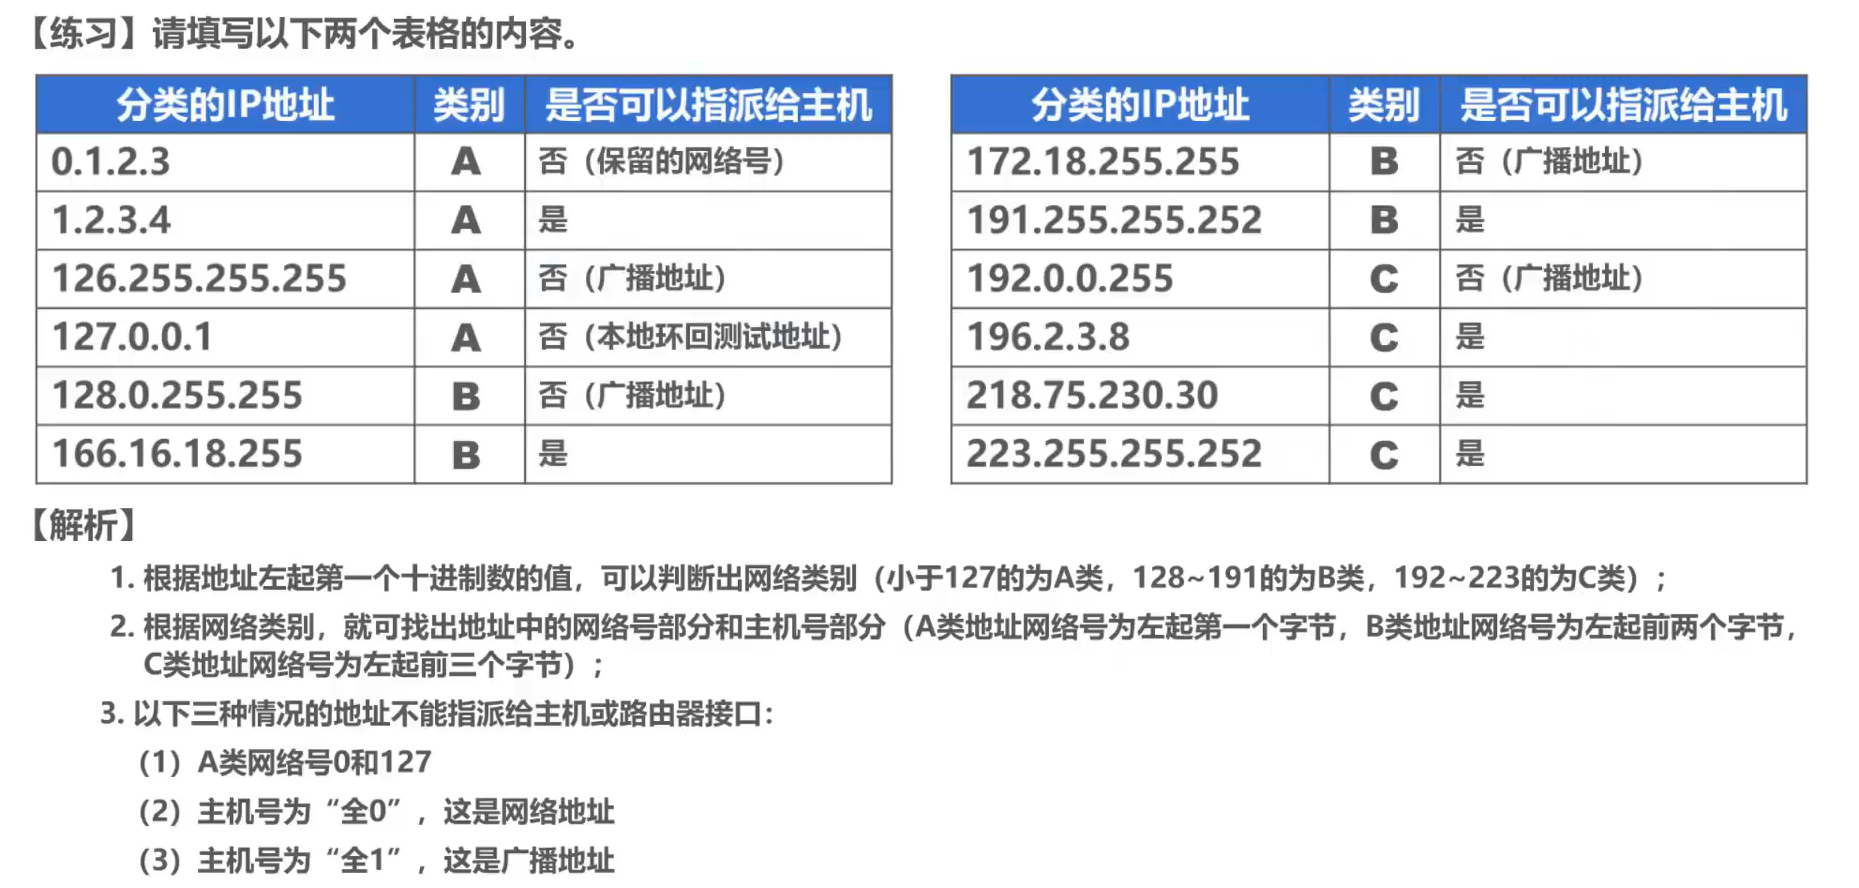 【练习】请填写以下两个表格的内容。
分类的IP地址 类别 是否可以指派给主机
0.1.2.3 A 否（保留的网络号）
1.2.3.4 A 是
126.255.255.255 A 否（广播地址）
127.0.0.1 A 否（本地环回测试地址）
128.0.255.255 B 否（广播地址）
166.16.18.255 B 是
分类的IP地址 类别 是否可以指派给主机
172.18.255.255 B 否（广播地址）
191.255.255.252 B 是
192.0.0.255 C 否（广播地址）
196.2.3.8 C 是
218.75.230.30 C 是
223.255.255.252 C 是
【解析】
1. 根据地址左起第一个十进制数的值，可以判断出网络类别（小于127的为A类，128~191的为B类，192~223的为C类）；
2. 根据网络类别，就可找出地址中的网络号部分和主机号部分（A类地址网络号为左起第一个字节，B类地址网络号为左起前两个字节，
C类地址网络号为左起前三个字节）；
3. 以下三种情况的地址不能指派给主机或路由器接口：
（1）A类网络号0和127
（2）主机号为“全0”，这是网络地址
（3）主机号为“全1”，这是广播地址